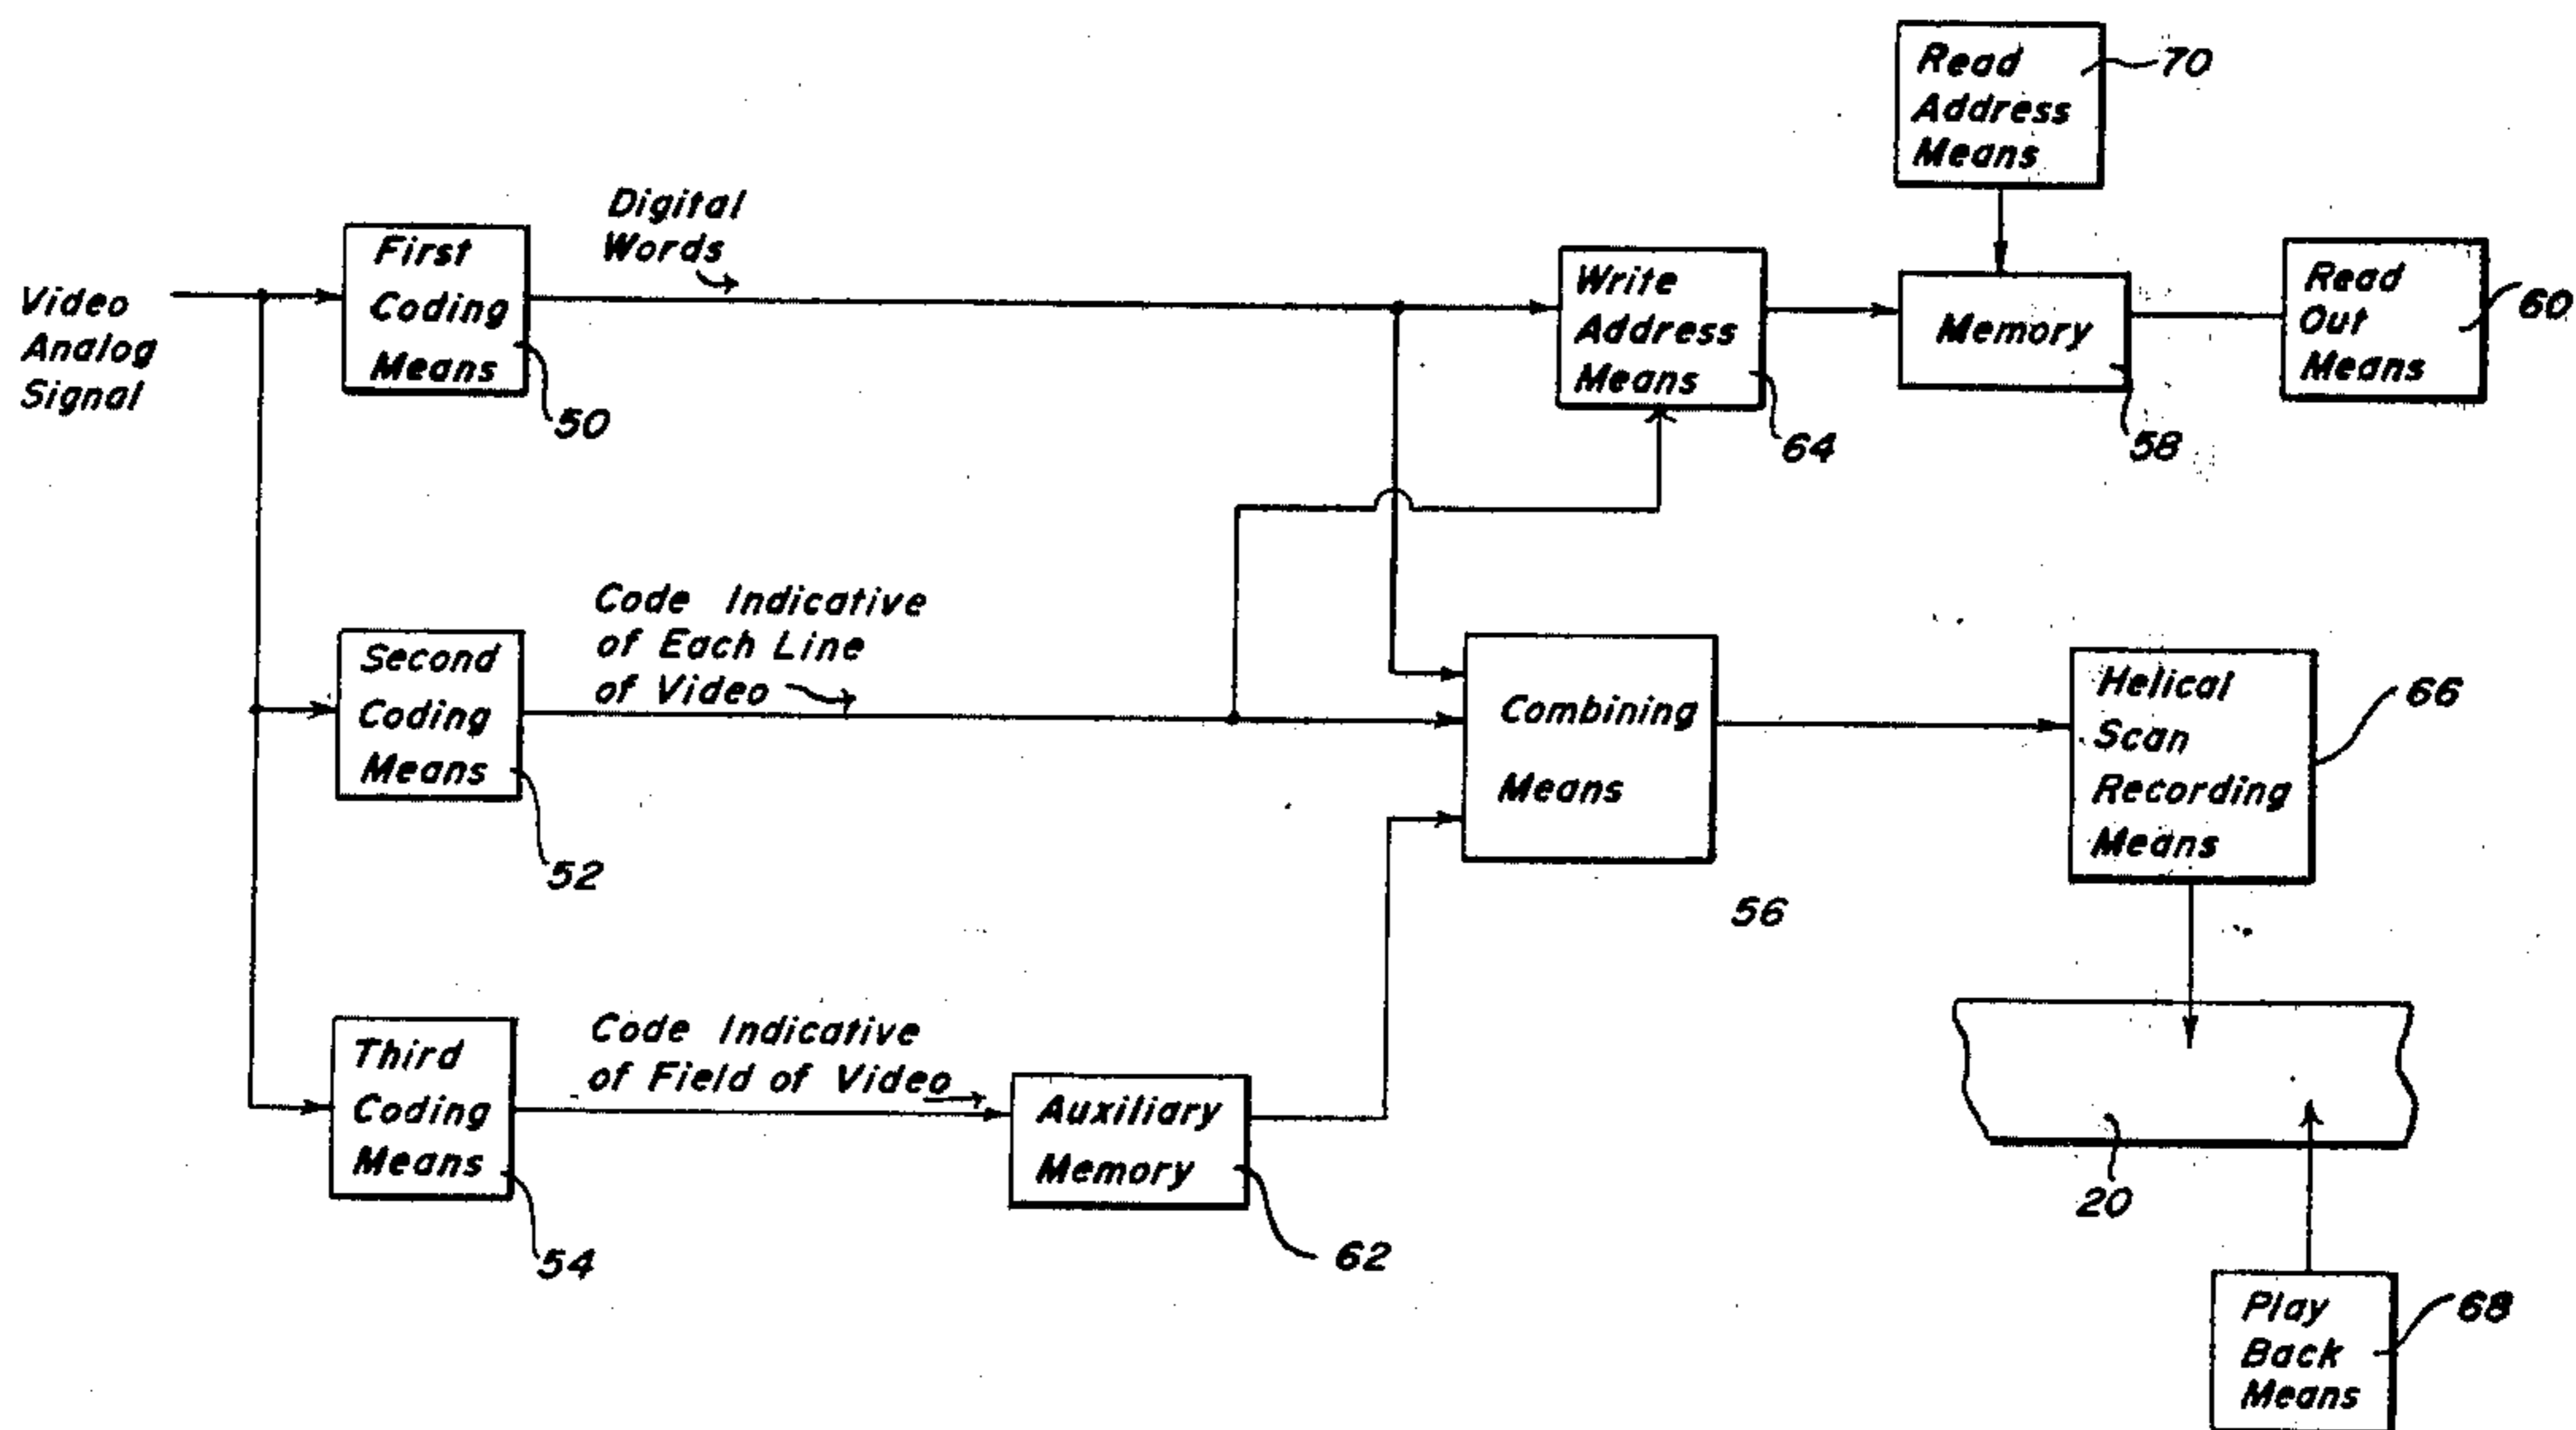 Read
Address
Means
70
Digital
Words
Video
Analog
Signal
First
Coding
Means
50
Write
Address
Means
64
Memory
58
Read
Out
Means
60
Code Indicative
of Each Line
of Video
Second
Coding
Means
52
Combining
Means
56
Helical
Scan
Recording
Means
66
Code Indicative
of Field of Video
Third
Coding
Means
54
Auxiliary
Memory
62
20
Play
Back
Means
68